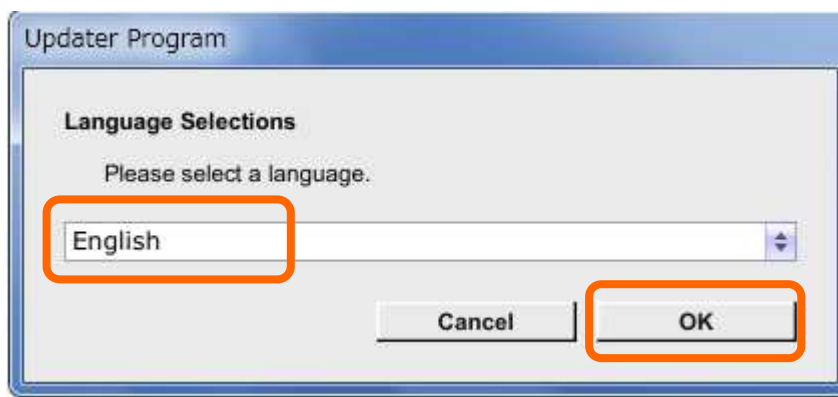 Updater Program
Language Selections
Please select a language.
English
Cancel OK